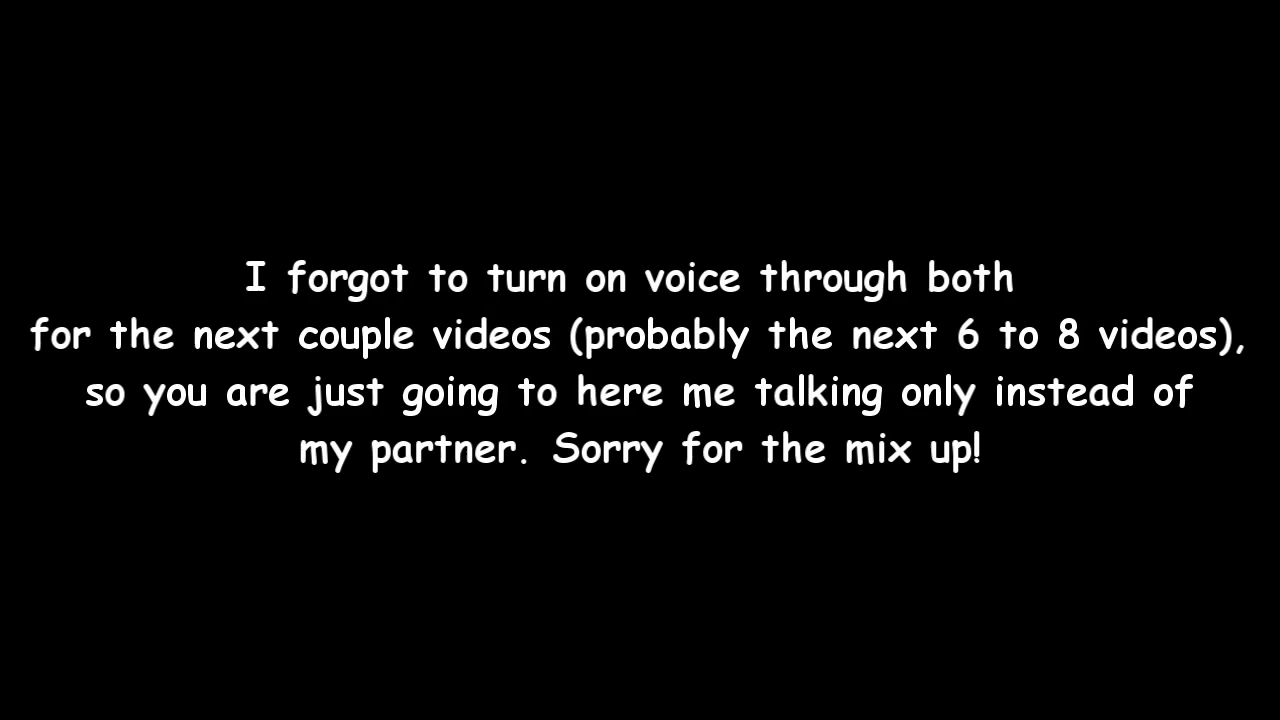 I forgot to turn on voice through both
for the next couple videos (probably the next 6 to 8 videos),
so you are just going to here me talking only instead of
my partner. Sorry for the mix up!